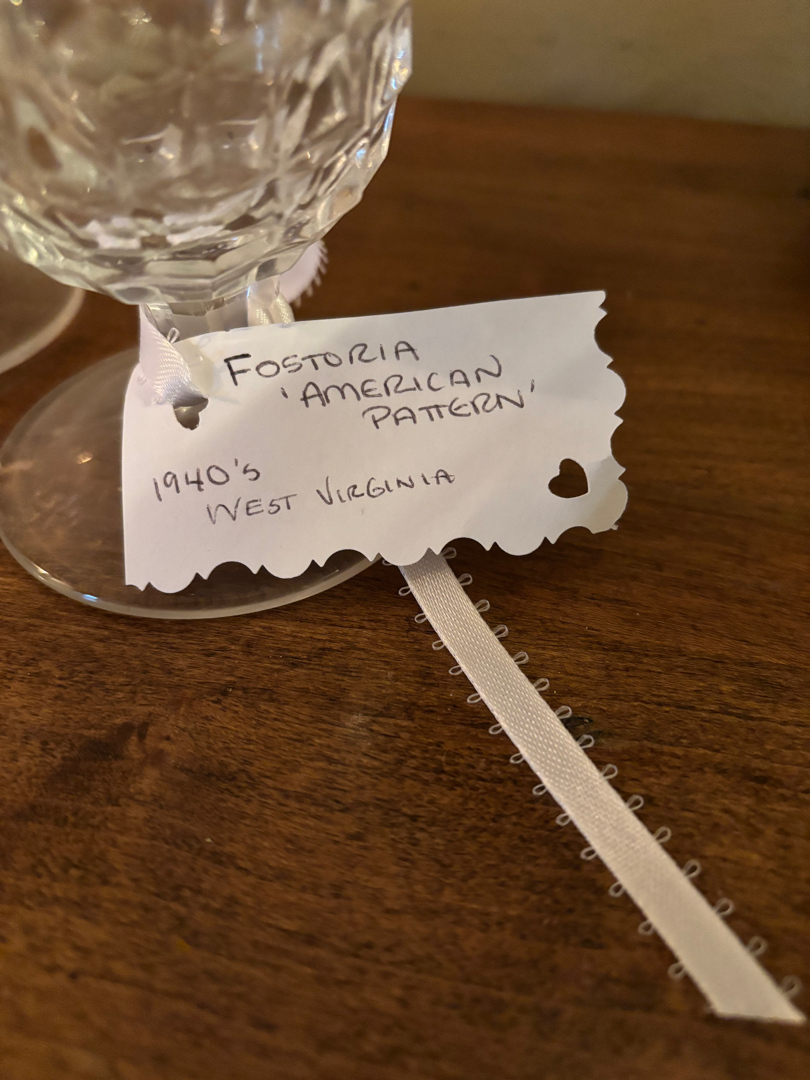 FOSTORIA
'AMERICAN
PATTERN'
1940's
WEST VIRGINIA